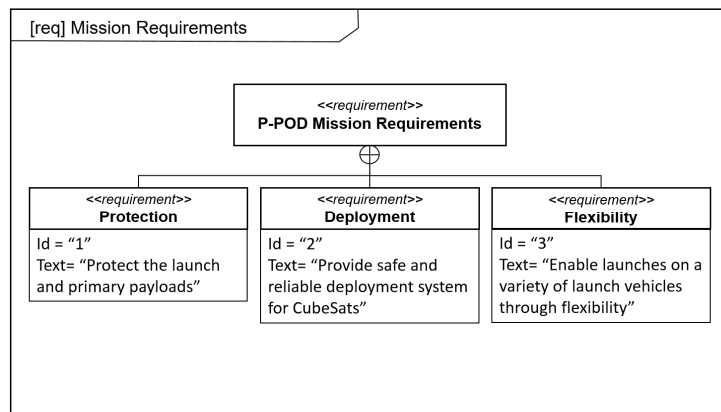 [req] Mission Requirements
<<requirement>>
P-POD Mission Requirements
<<requirement>>
Protection
Id = “1”
Text= “Protect the launch
and primary payloads”
<<requirement>>
Deployment
Id = “2”
Text= “Provide safe and
reliable deployment system
for CubeSats”
<<requirement>>
Flexibility
Id = “3”
Text= “Enable launches on a
variety of launch vehicles
through flexibility”